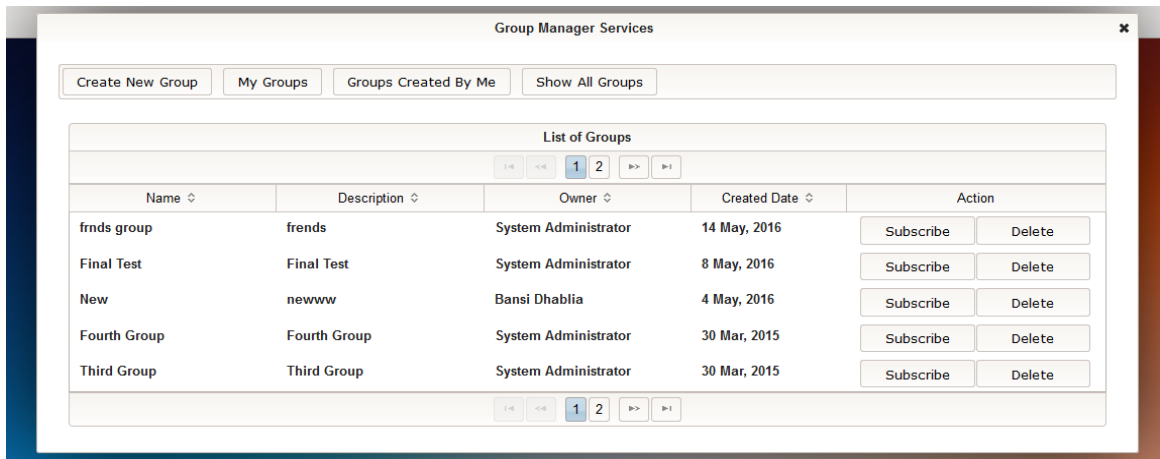 Group Manager Services
Create New Group My Groups Groups Created By Me Show All Groups
List of Groups
1 2
Name Description Owner Created Date Action
frnds group frends System Administrator 14 May, 2016 Subscribe Delete
Final Test Final Test System Administrator 8 May, 2016 Subscribe Delete
New newww Bansi Dhablia 4 May, 2016 Subscribe Delete
Fourth Group Fourth Group System Administrator 30 Mar, 2015 Subscribe Delete
Third Group Third Group System Administrator 30 Mar, 2015 Subscribe Delete
1 2